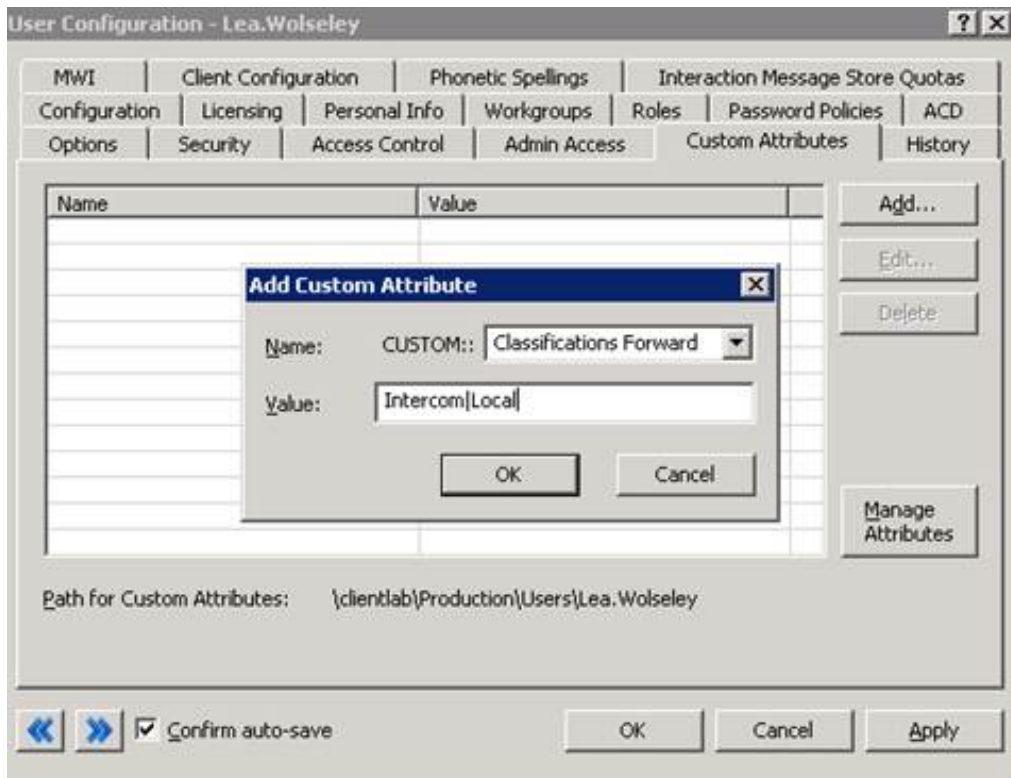 User Configuration - Lea.Wolseley
MWI Client Configuration Phonetic Spellings Interaction Message Store Quotas
Configuration Licensing Personal Info Workgroups Roles Password Policies ACD
Options Security Access Control Admin Access Custom Attributes History
Name Value
Add...
Edit...
Delete
Add Custom Attribute
Name: CUSTOM:: Classifications Forward
Value: Intercom|Local
OK Cancel
Manage
Attributes
Path for Custom Attributes: \clientlab\Production\Users\Lea.Wolseley
Confirm auto-save OK Cancel Apply